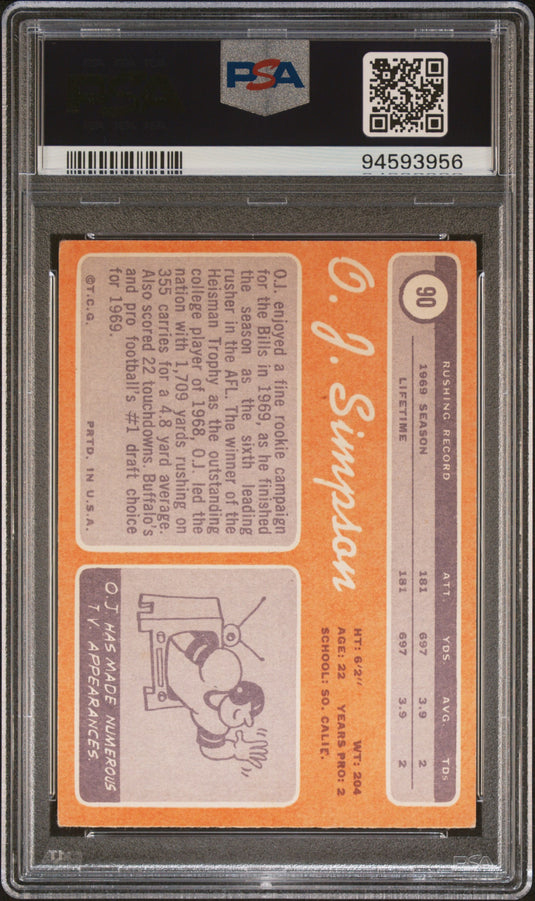 PSA
94593956
90
RUSHING RECORD
ATT. YDS AVG. TDS
1969 SEASON 181 697 3.9 2
LIFETIME 181 697 3.9 2
O. J. Simpson
HT: 6'2" WT: 204
AGE: 22 YEARS PRO: 2
SCHOOL: SO. CALIF.
O.J. enjoyed a fine rookie campaign
for the Bills in 1969, as he finished
the season as the sixth leading
rusher in the AFL. The winner of the
Heisman Trophy as the outstanding
college player of 1968, O.J. led the
nation with 1,709 yards rushing on
355 carries for a 4.8 yard average.
Also scored 22 touchdowns. Buffalo's
and pro football's #1 draft choice
for 1969.
©T.C.G. PRTD. IN U.S.A.
O.J. HAS MADE NUMEROUS
T.V. APPEARANCES.
PSA